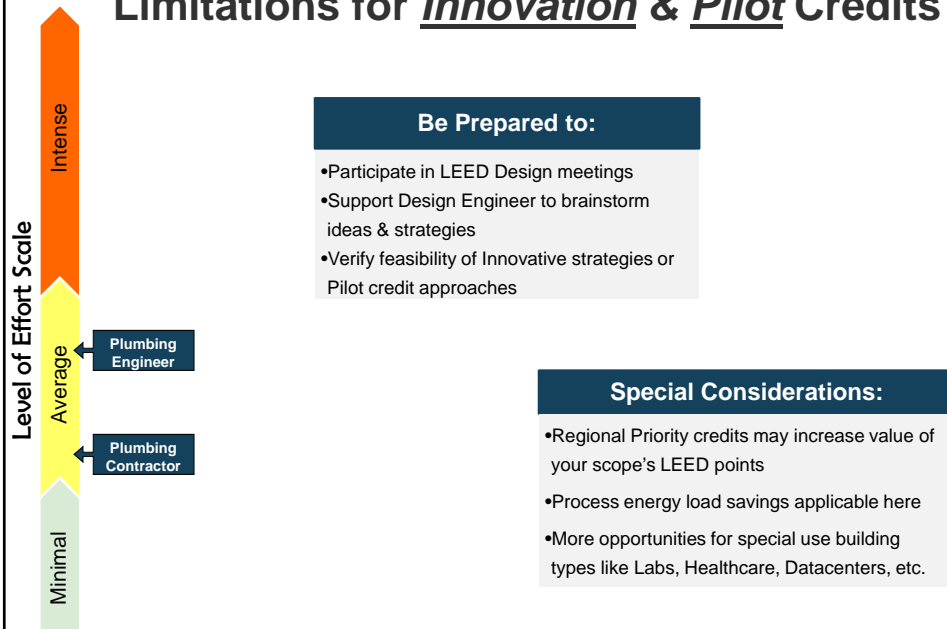 Limitations for Innovation & Pilot Credits
Level of Effort Scale
Intense
Average
Minimal
Plumbing
Engineer
Plumbing
Contractor
Be Prepared to:
•Participate in LEED Design meetings
•Support Design Engineer to brainstorm
ideas & strategies
•Verify feasibility of Innovative strategies or
Pilot credit approaches
Special Considerations:
•Regional Priority credits may increase value of
your scope's LEED points
•Process energy load savings applicable here
•More opportunities for special use building
types like Labs, Healthcare, Datacenters, etc.